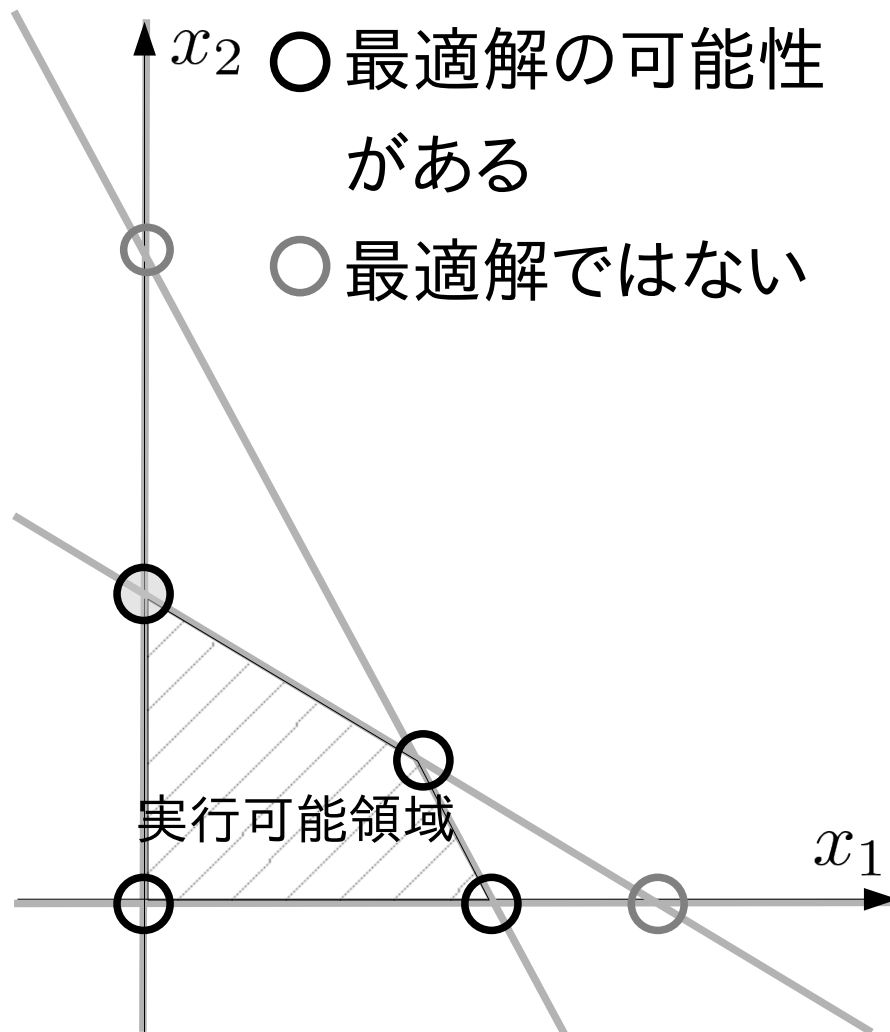 x₂
最適解の可能性
がある
最適解ではない
実行可能領域
x₁